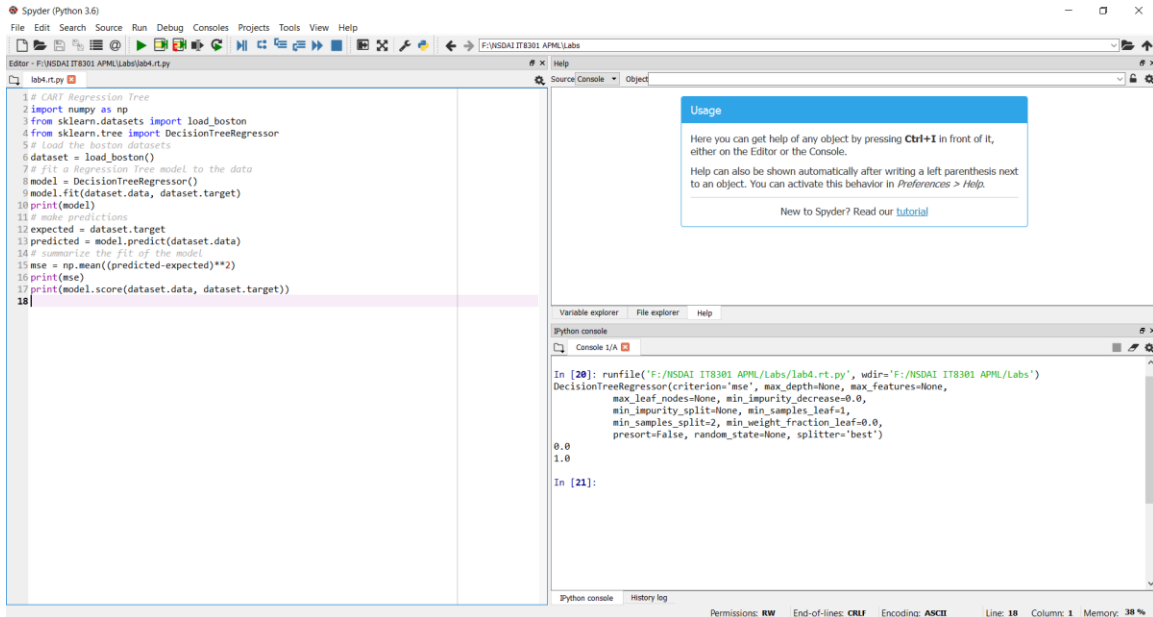 Spyder (Python 3.6)
File Edit Search Source Run Debug Consoles Projects Tools View Help
F:\NSDAI IT8301 APML\Labs
Editor - F:\NSDAI IT8301 APML\Labs\lab4.rt.py
lab4.rt.py
1 # CART Regression Tree
2 import numpy as np
3 from sklearn.datasets import load_boston
4 from sklearn.tree import DecisionTreeRegressor
5 # load the boston datasets
6 dataset = load_boston()
7 # fit a Regression Tree model to the data
8 model = DecisionTreeRegressor()
9 model.fit(dataset.data, dataset.target)
10 print(model)
11 # make predictions
12 expected = dataset.target
13 predicted = model.predict(dataset.data)
14 # summarize the fit of the model
15 mse = np.mean((predicted-expected)**2)
16 print(mse)
17 print(model.score(dataset.data, dataset.target))
18
Help
Source Console Object
Usage
Here you can get help of any object by pressing Ctrl+I in front of it,
either on the Editor or the Console.
Help can also be shown automatically after writing a left parenthesis next
to an object. You can activate this behavior in Preferences > Help.
New to Spyder? Read our tutorial
Variable explorer File explorer Help
IPython console
Console 1/A
In [20]: runfile('F:/NSDAI IT8301 APML/Labs/lab4.rt.py', wdir='F:/NSDAI IT8301 APML/Labs')
DecisionTreeRegressor(criterion='mse', max_depth=None, max_features=None,
max_leaf_nodes=None, min_impurity_decrease=0.0,
min_impurity_split=None, min_samples_leaf=1,
min_samples_split=2, min_weight_fraction_leaf=0.0,
presort=False, random_state=None, splitter='best')
0.0
1.0
In [21]:
IPython console History log
Permissions: RW End-of-lines: CRLF Encoding: ASCII Line: 18 Column: 1 Memory: 38 %